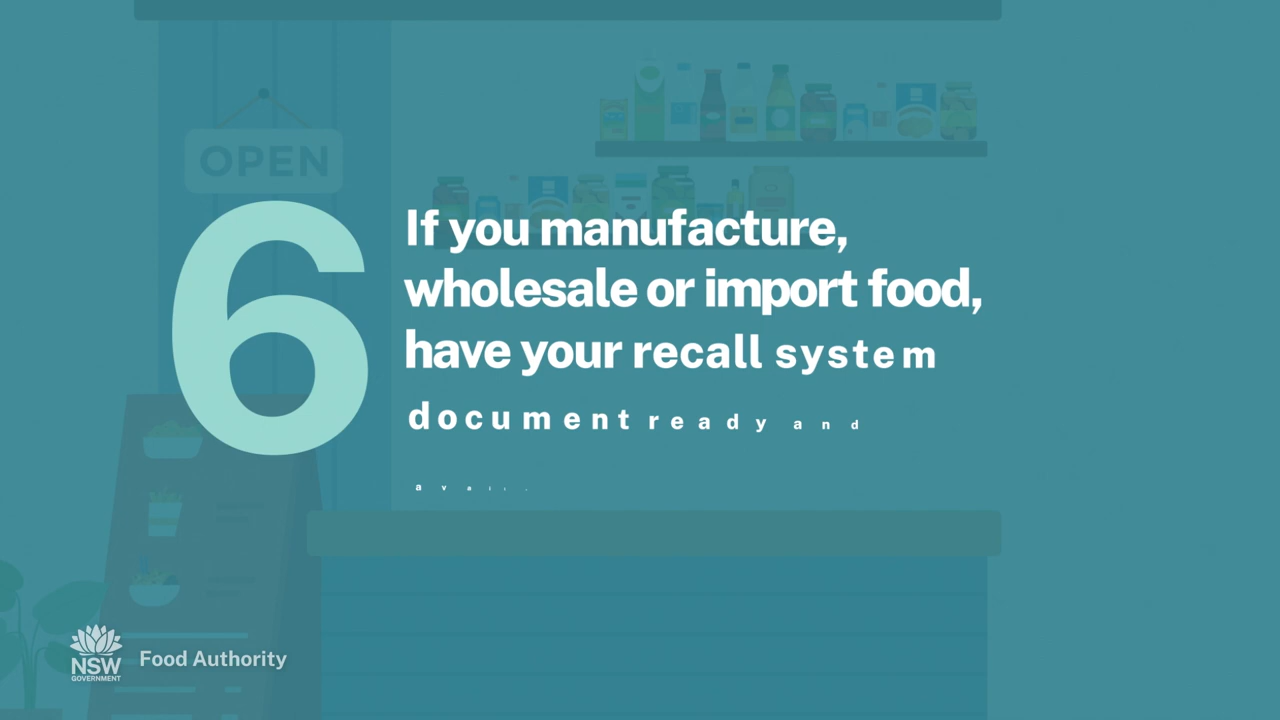 OPEN
6
If you manufacture,
wholesale or import food,
have your recall system
document ready and
NSW
GOVERNMENT
Food Authority